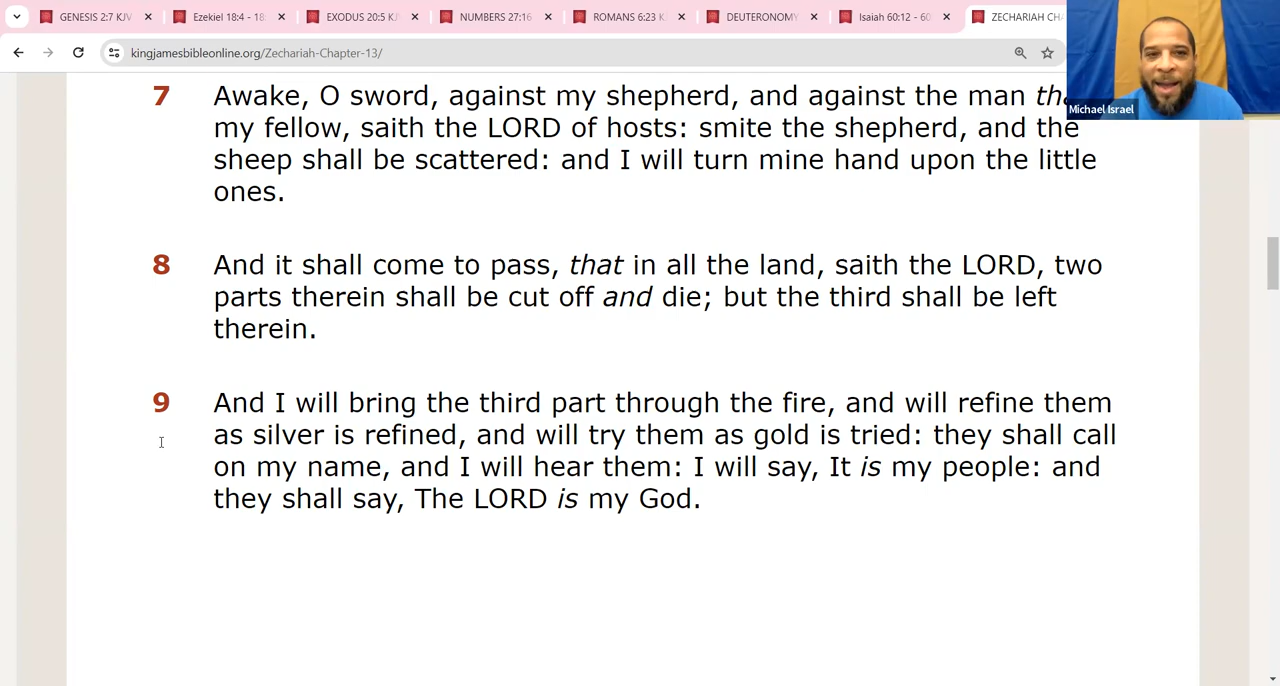 GENESIS 2:7 KJV
Ezekiel 18:4 - 18:
EXODUS 20:5 KJ
NUMBERS 27:16
ROMANS 6:23 K
DEUTERONOMY
Isaiah 60:12 - 60
ZECHARIAH CH
kingjamesbibleonline.org/Zechariah-Chapter-13/
Michael Israel
7 Awake, O sword, against my shepherd, and against the man
my fellow, saith the LORD of hosts: smite the shepherd, and the
sheep shall be scattered: and I will turn mine hand upon the little
ones.
8 And it shall come to pass, that in all the land, saith the LORD, two
parts therein shall be cut off and die; but the third shall be left
therein.
9 And I will bring the third part through the fire, and will refine them
as silver is refined, and will try them as gold is tried: they shall call
on my name, and I will hear them: I will say, It is my people: and
they shall say, The LORD is my God.